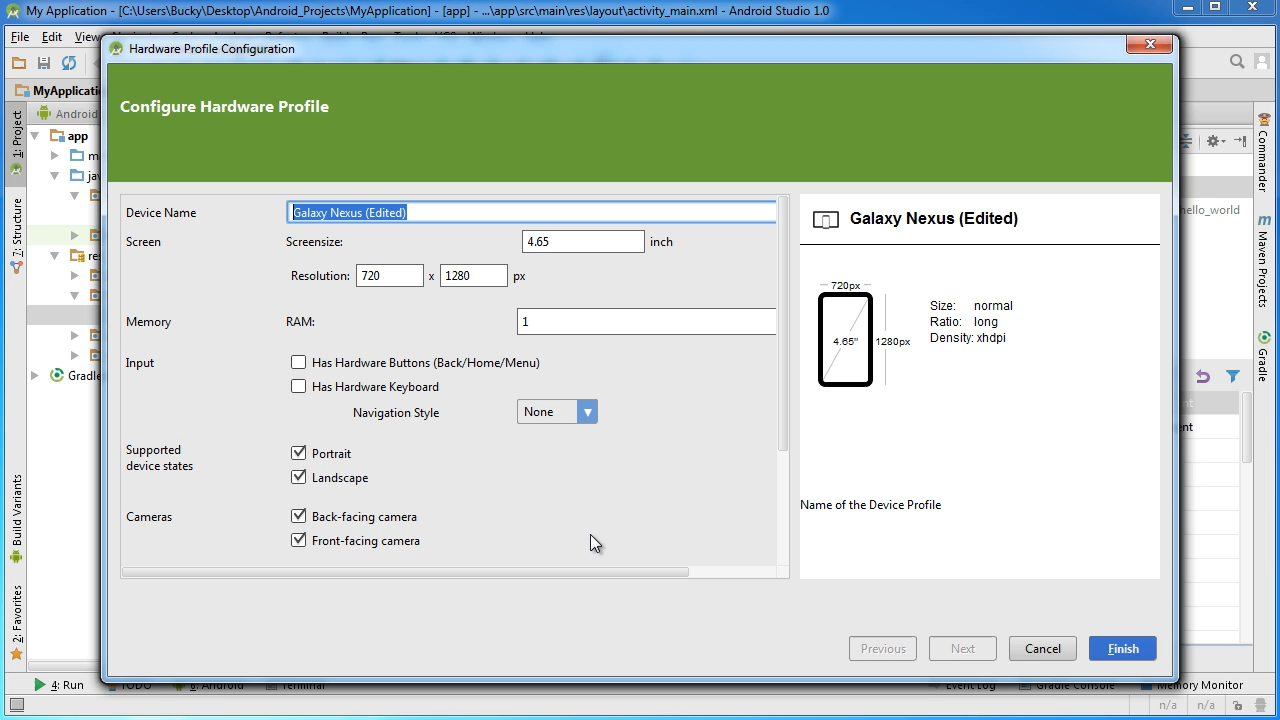 My Application - [C:\Users\Bucky\Desktop\Android_Projects\MyApplication] - [app] - ...\app\src\main\res\layout\activity_main.xml - Android Studio 1.0
File Edit View
Hardware Profile Configuration
MyApplicatio
Configure Hardware Profile
1: Project
Android
app
m
jav
7: Structure
res
Gradle
Build Variants
2: Favorites
Device Name
Galaxy Nexus (Edited)
Screen
Screensize:
4.65
inch
Resolution:
720
x
1280
px
Memory
RAM:
1
Input
Has Hardware Buttons (Back/Home/Menu)
Has Hardware Keyboard
Navigation Style
None
Supported
device states
Portrait
Landscape
Cameras
Back-facing camera
Front-facing camera
Galaxy Nexus (Edited)
720px
4.65"
1280px
Size: normal
Ratio: long
Density: xhdpi
Name of the Device Profile
Previous
Next
Cancel
Finish
hello_world
Commander
Maven Projects
Gradle
4: Run
TODO
6: Android
Terminal
Event Log
Gradle Console
Memory Monitor
n/a
n/a